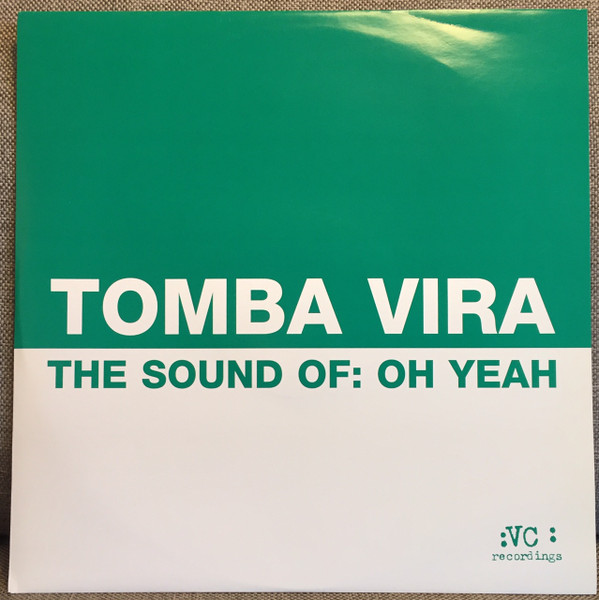 TOMBA VIRA
THE SOUND OF: OH YEAH
:VC :
recordings